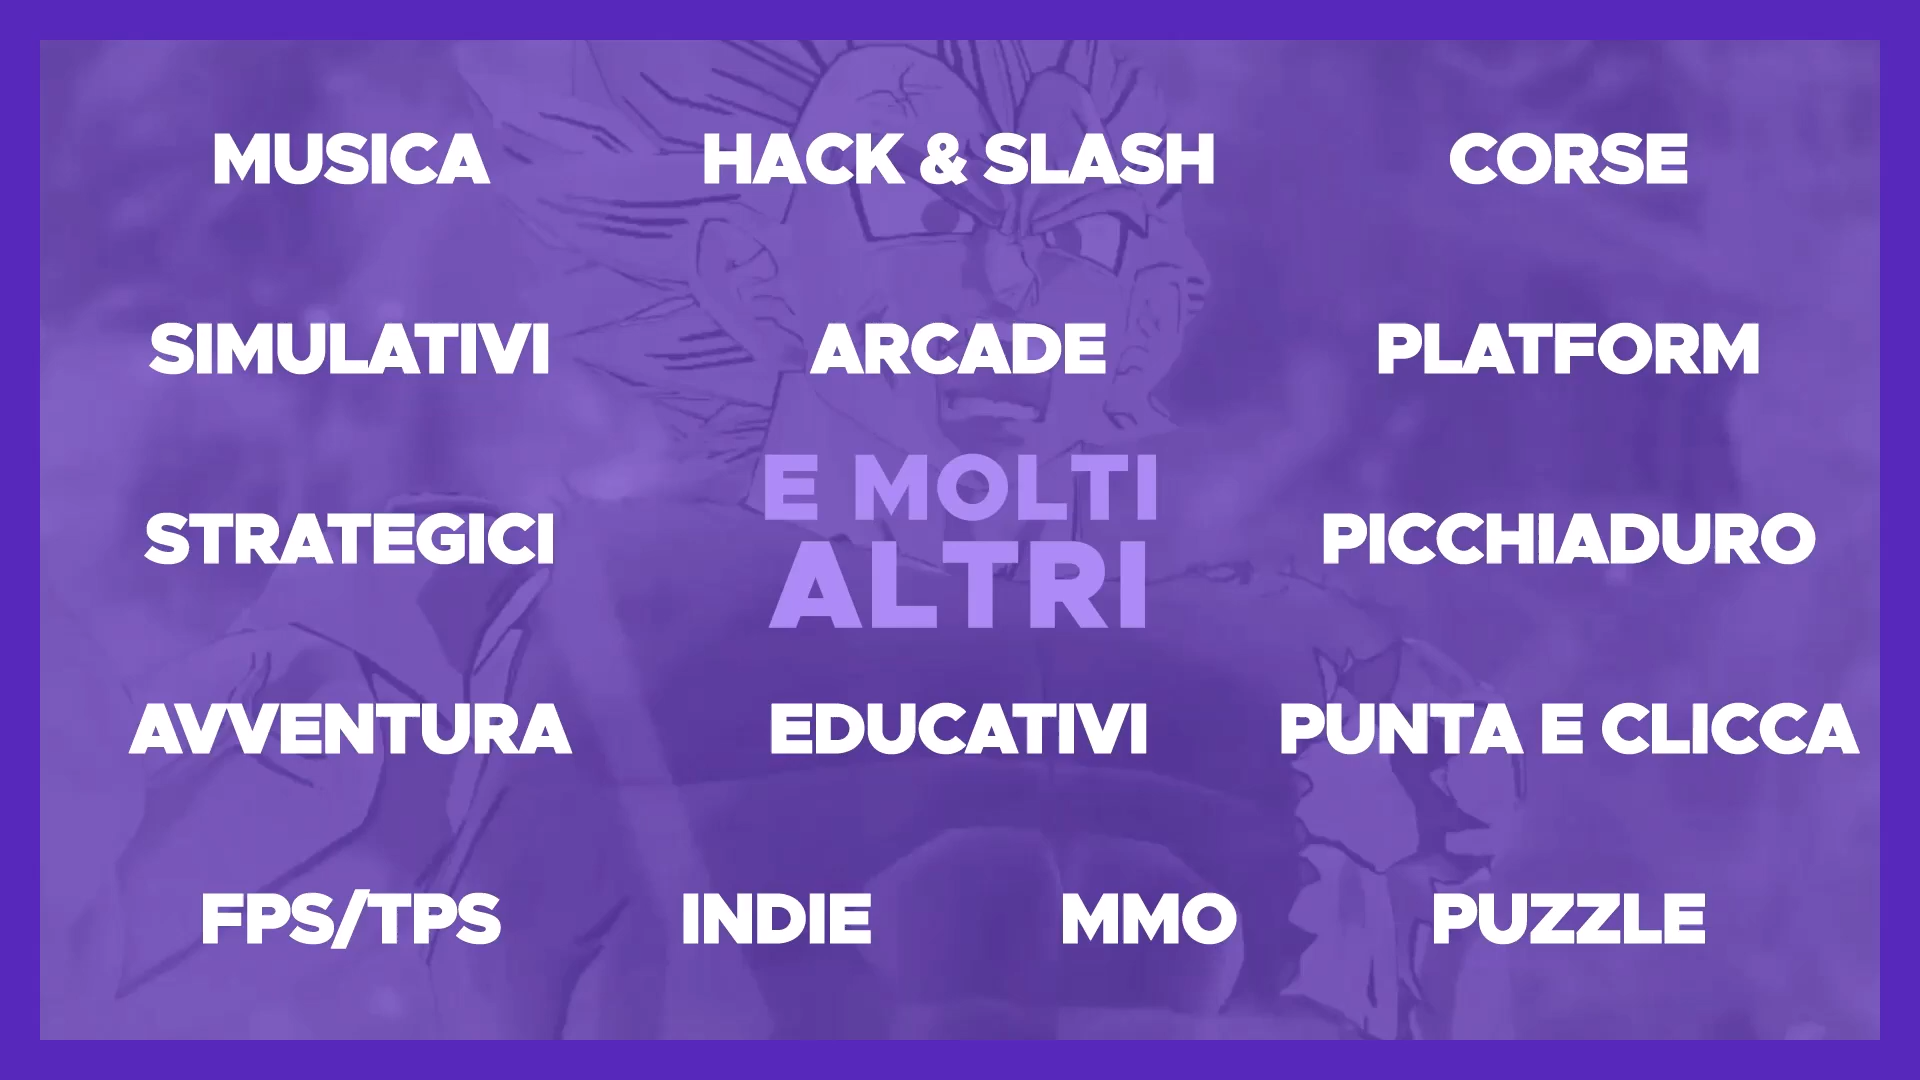 MUSICA
HACK & SLASH
CORSE
SIMULATIVI
ARCADE
PLATFORM
STRATEGICI
E MOLTI
ALTRI
PICCHIADURO
AVVENTURA
EDUCATIVI
PUNTA E CLICCA
FPS/TPS
INDIE
MMO
PUZZLE